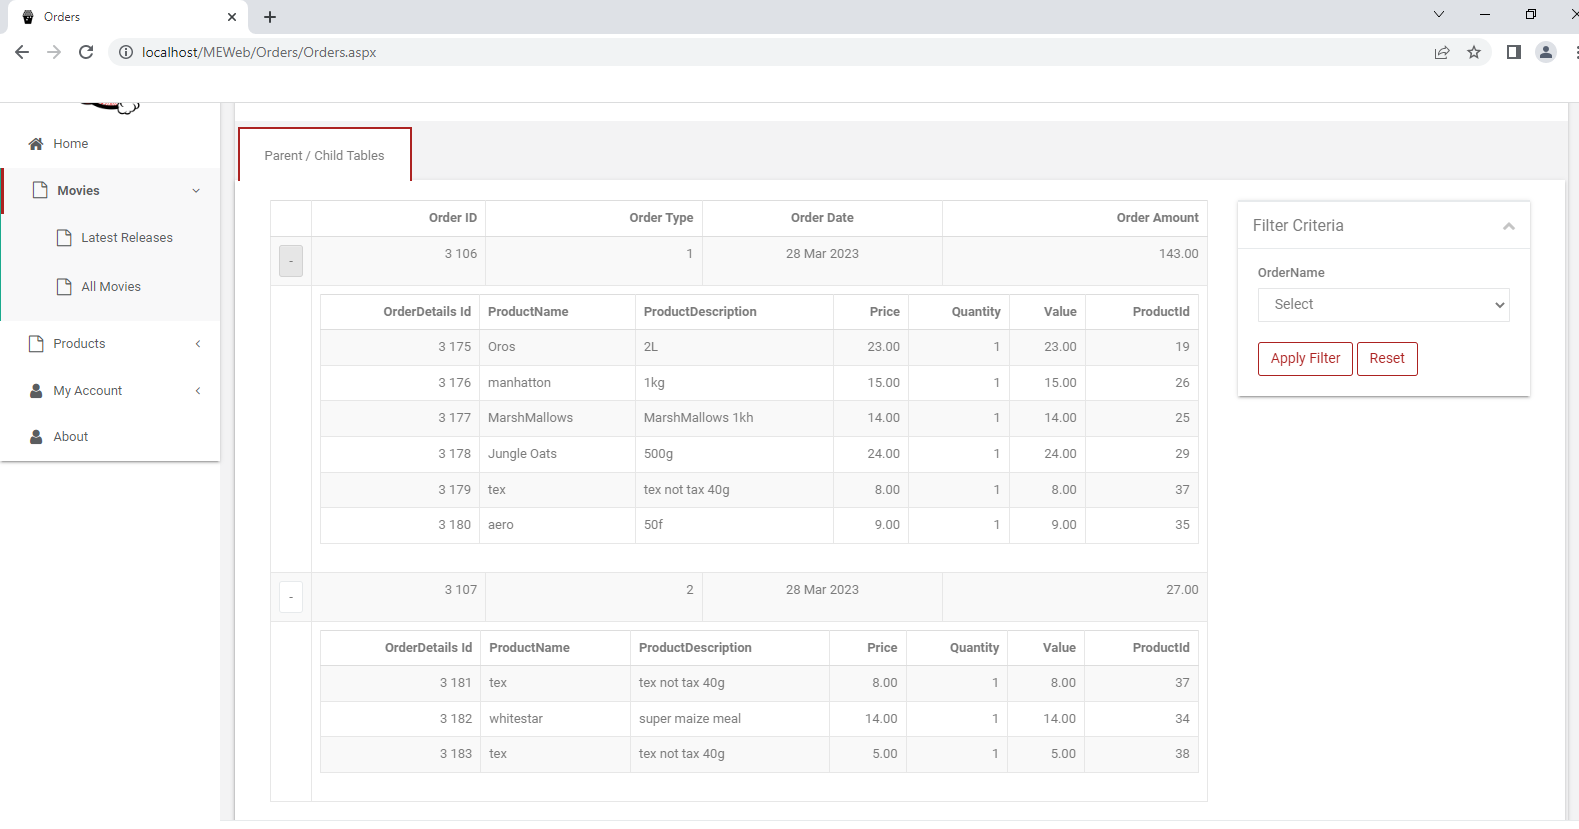 Orders
localhost/MEWeb/Orders/Orders.aspx
Home
Movies
Latest Releases
All Movies
Products
My Account
About
Parent / Child Tables
Order ID Order Type Order Date Order Amount
- 3 106 1 28 Mar 2023 143.00
OrderDetails Id ProductName ProductDescription Price Quantity Value ProductId
3 175 Oros 2L 23.00 1 23.00 19
3 176 manhatton 1kg 15.00 1 15.00 26
3 177 MarshMallows MarshMallows 1kh 14.00 1 14.00 25
3 178 Jungle Oats 500g 24.00 1 24.00 29
3 179 tex tex not tax 40g 8.00 1 8.00 37
3 180 aero 50f 9.00 1 9.00 35
- 3 107 2 28 Mar 2023 27.00
OrderDetails Id ProductName ProductDescription Price Quantity Value ProductId
3 181 tex tex not tax 40g 8.00 1 8.00 37
3 182 whitestar super maize meal 14.00 1 14.00 34
3 183 tex tex not tax 40g 5.00 1 5.00 38
Filter Criteria
OrderName
Select
Apply Filter Reset